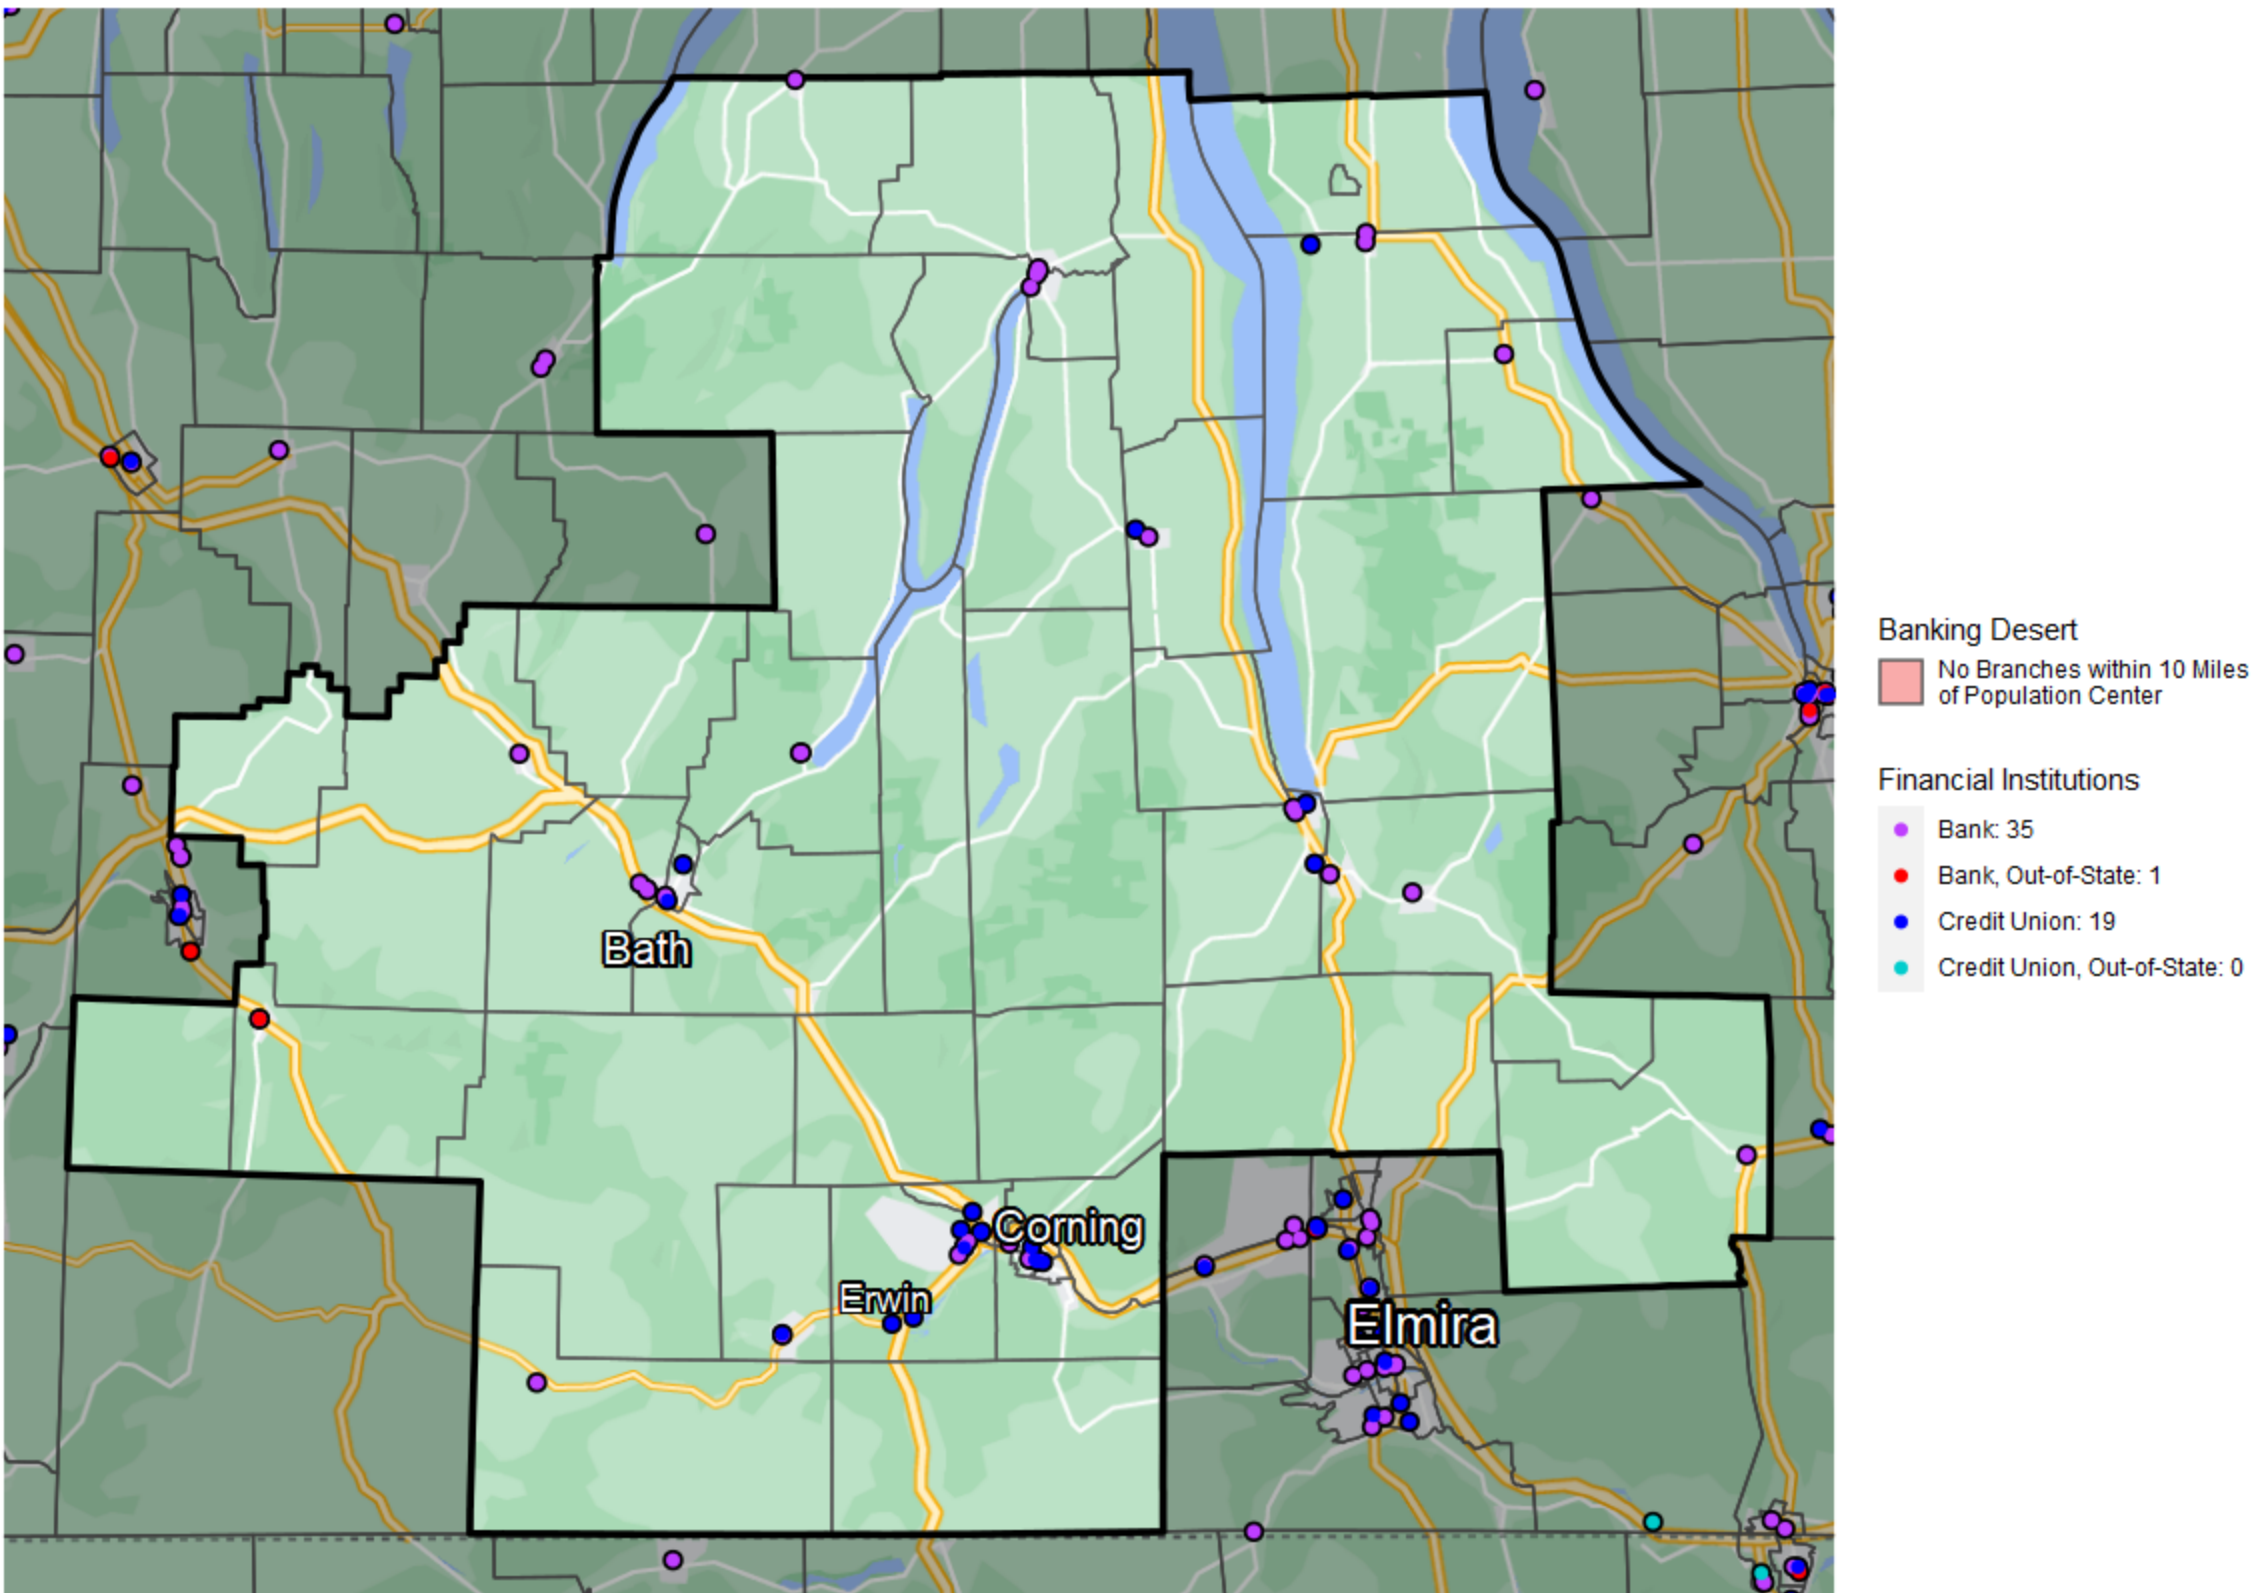 Bath
Corning
Erwin
Elmira
Banking Desert
No Branches within 10 Miles
of Population Center
Financial Institutions
Bank: 35
Bank, Out-of-State: 1
Credit Union: 19
Credit Union, Out-of-State: 0